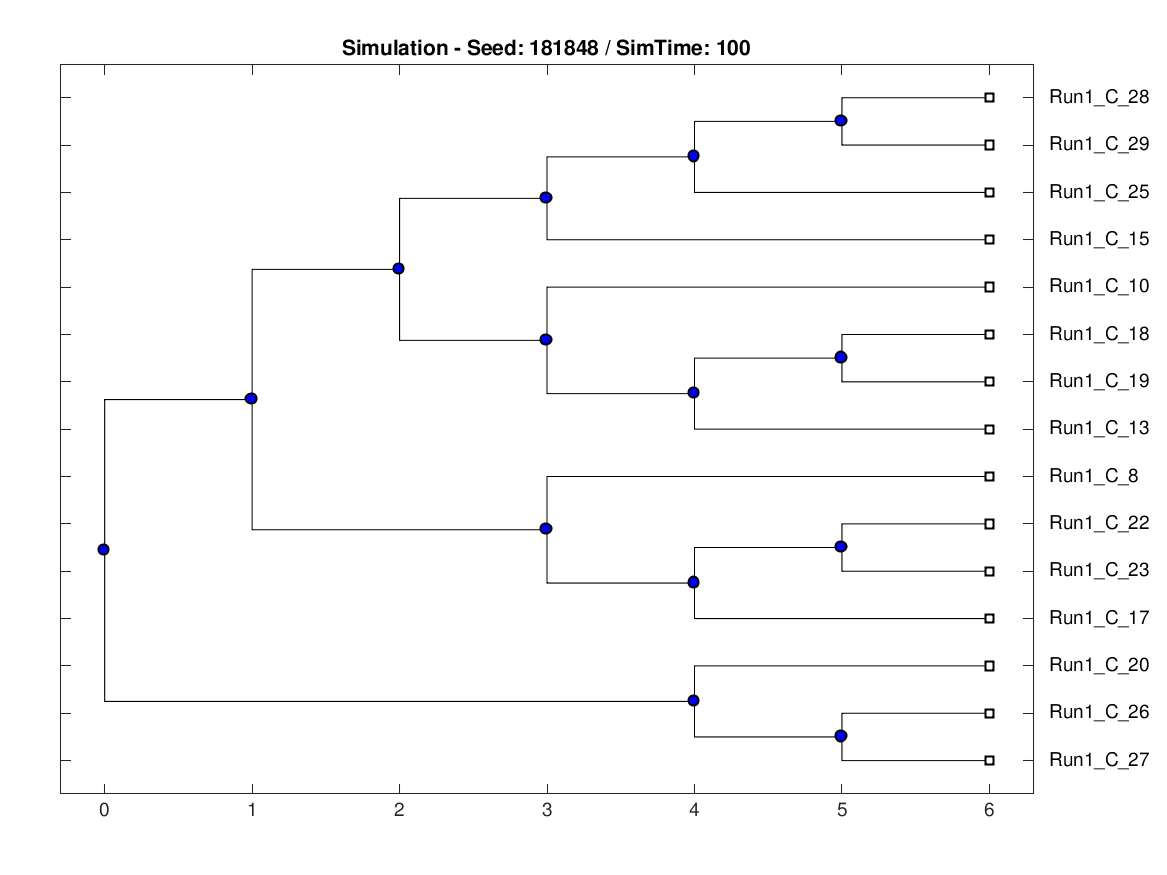 Simulation - Seed: 181848 / SimTime: 100
Run1_C_28
Run1_C_29
Run1_C_25
Run1_C_15
Run1_C_10
Run1_C_18
Run1_C_19
Run1_C_13
Run1_C_8
Run1_C_22
Run1_C_23
Run1_C_17
Run1_C_20
Run1_C_26
Run1_C_27
0 1 2 3 4 5 6